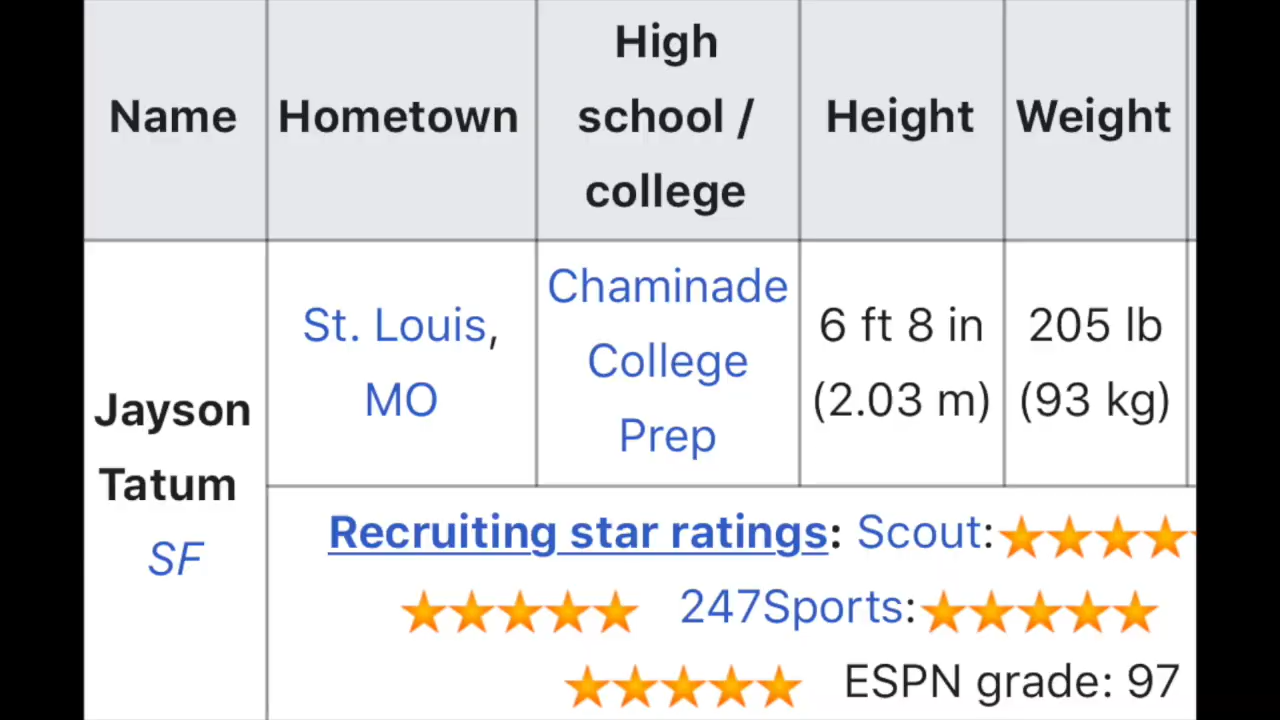 Name Hometown High school / college Height Weight
Jayson Tatum SF
St. Louis, MO
Chaminade College Prep
6 ft 8 in (2.03 m)
205 lb (93 kg)
Recruiting star ratings: Scout:★★★★★
★★★★★ 247Sports:★★★★★
★★★★★ ESPN grade: 97